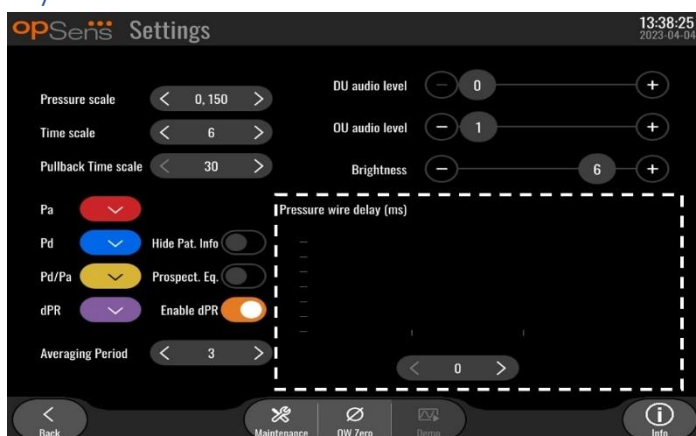 opSens Settings
13:38:25
2023-04-04
Pressure scale < 0, 150 >
Time scale < 6 >
Pullback Time scale < 30 >
DU audio level − 0 +
OU audio level − 1 +
Brightness − 6 +
Pa
Pd
Pd/Pa
dPR
Hide Pat. Info
Prospect. Eq.
Enable dPR
Averaging Period < 3 >
Pressure wire delay (ms)
< 0 >
Back
Maintenance
OW Zero
Demo
Info